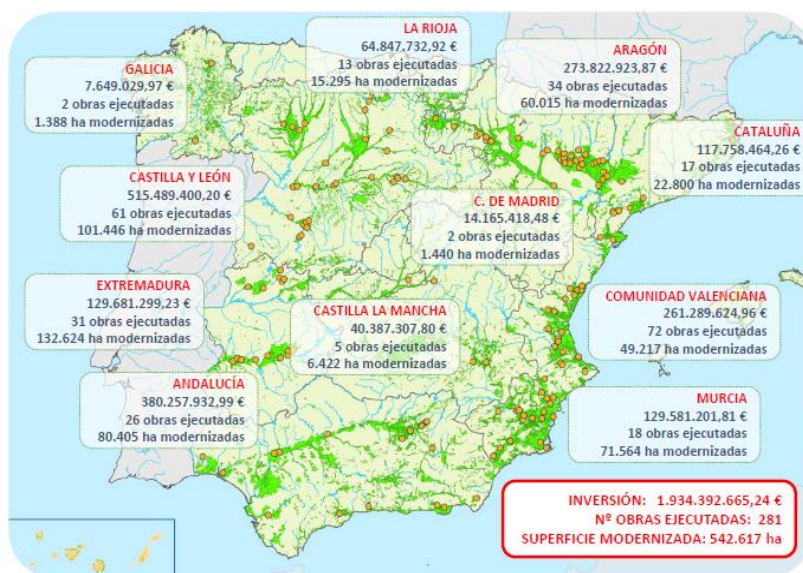 LA RIOJA
64.847.732,92 €
13 obras ejecutadas
15.295 ha modernizadas
GALICIA
7.649.029,97 €
2 obras ejecutadas
1.388 ha modernizadas
ARAGÓN
273.822.923,87 €
34 obras ejecutadas
60.015 ha modernizadas
CATALUÑA
117.758.464,26 €
17 obras ejecutadas
22.800 ha modernizadas
CASTILLA Y LEÓN
515.489.400,20 €
61 obras ejecutadas
101.446 ha modernizadas
C. DE MADRID
14.165.418,48 €
2 obras ejecutadas
1.440 ha modernizadas
EXTREMADURA
129.681.299,23 €
31 obras ejecutadas
132.624 ha modernizadas
CASTILLA LA MANCHA
40.387.307,80 €
5 obras ejecutadas
6.422 ha modernizadas
COMUNIDAD VALENCIANA
261.289.624,96 €
72 obras ejecutadas
49.217 ha modernizadas
ANDALUCÍA
380.257.932,99 €
26 obras ejecutadas
80.405 ha modernizadas
MURCIA
129.581.201,81 €
18 obras ejecutadas
71.564 ha modernizadas
INVERSIÓN: 1.934.392.665,24 €
Nº OBRAS EJECUTADAS: 281
SUPERFICIE MODERNIZADA: 542.617 ha